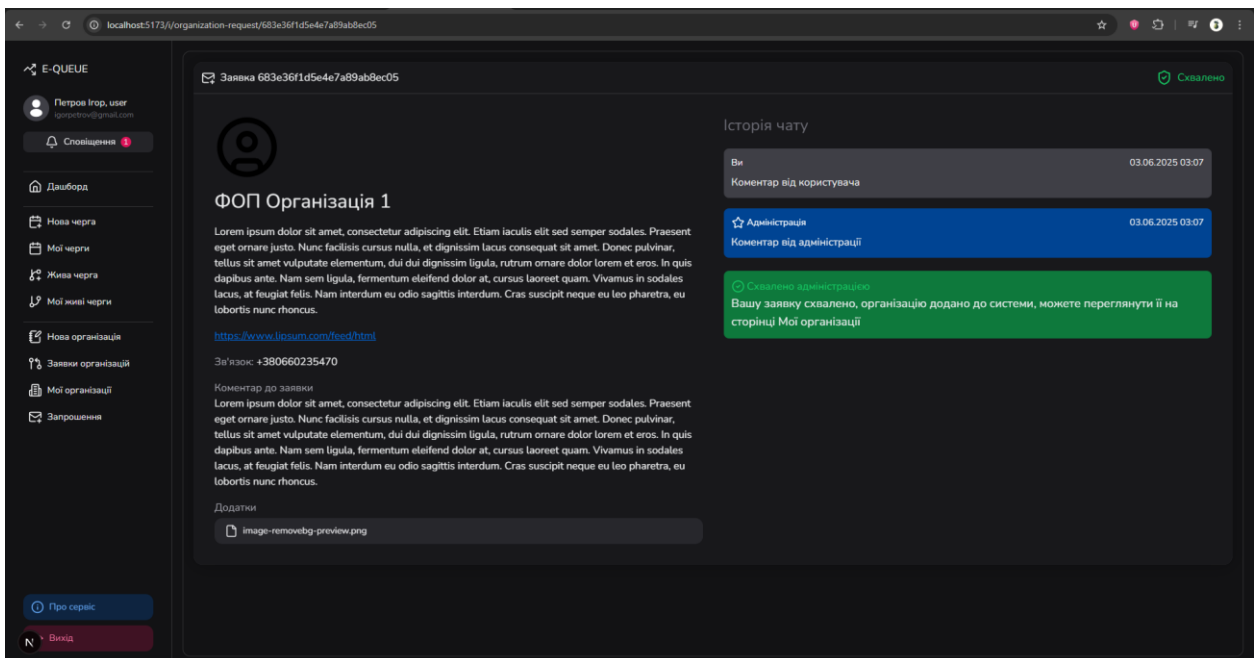 localhost:5173/i/organization-request/683e36f1d5e4e7a89ab8ec05
E-QUEUE
Петров Ігор, user
igorpetrov@gmail.com
Сповіщення 1
Дашборд
Нова черга
Мої черги
Жива черга
Мої живі черги
Нова організація
Заявки організацій
Мої організації
Запрошення
Про сервіс
N
Вихід
Заявка 683e36f1d5e4e7a89ab8ec05
Схвалено
ФОП Організація 1
Lorem ipsum dolor sit amet, consectetur adipiscing elit. Etiam iaculis elit sed semper sodales. Praesent
eget ornare justo. Nunc facilisis cursus nulla, et dignissim lacus consequat sit amet. Donec pulvinar,
tellus sit amet vulputate elementum, dui dui dignissim ligula, rutrum ornare dolor lorem et eros. In quis
dapibus ante. Nam sem ligula, fermentum eleifend dolor at, cursus laoreet quam. Vivamus in sodales
lacus, at feugiat felis. Nam interdum eu odio sagittis interdum. Cras suscipit neque eu leo pharetra, eu
lobortis nunc rhoncus.
https://www.lipsum.com/feed/html
Зв'язок: +380660235470
Коментар до заявки
Lorem ipsum dolor sit amet, consectetur adipiscing elit. Etiam iaculis elit sed semper sodales. Praesent
eget ornare justo. Nunc facilisis cursus nulla, et dignissim lacus consequat sit amet. Donec pulvinar,
tellus sit amet vulputate elementum, dui dui dignissim ligula, rutrum ornare dolor lorem et eros. In quis
dapibus ante. Nam sem ligula, fermentum eleifend dolor at, cursus laoreet quam. Vivamus in sodales
lacus, at feugiat felis. Nam interdum eu odio sagittis interdum. Cras suscipit neque eu leo pharetra, eu
lobortis nunc rhoncus.
Додатки
image-removebg-preview.png
Історія чату
Ви 03.06.2025 03:07
Коментар від користувача
Адміністрація 03.06.2025 03:07
Коментар від адміністрації
Схвалено адміністрацією
Вашу заявку схвалено, організацію додано до системи, можете переглянути її на
сторінці Мої організації